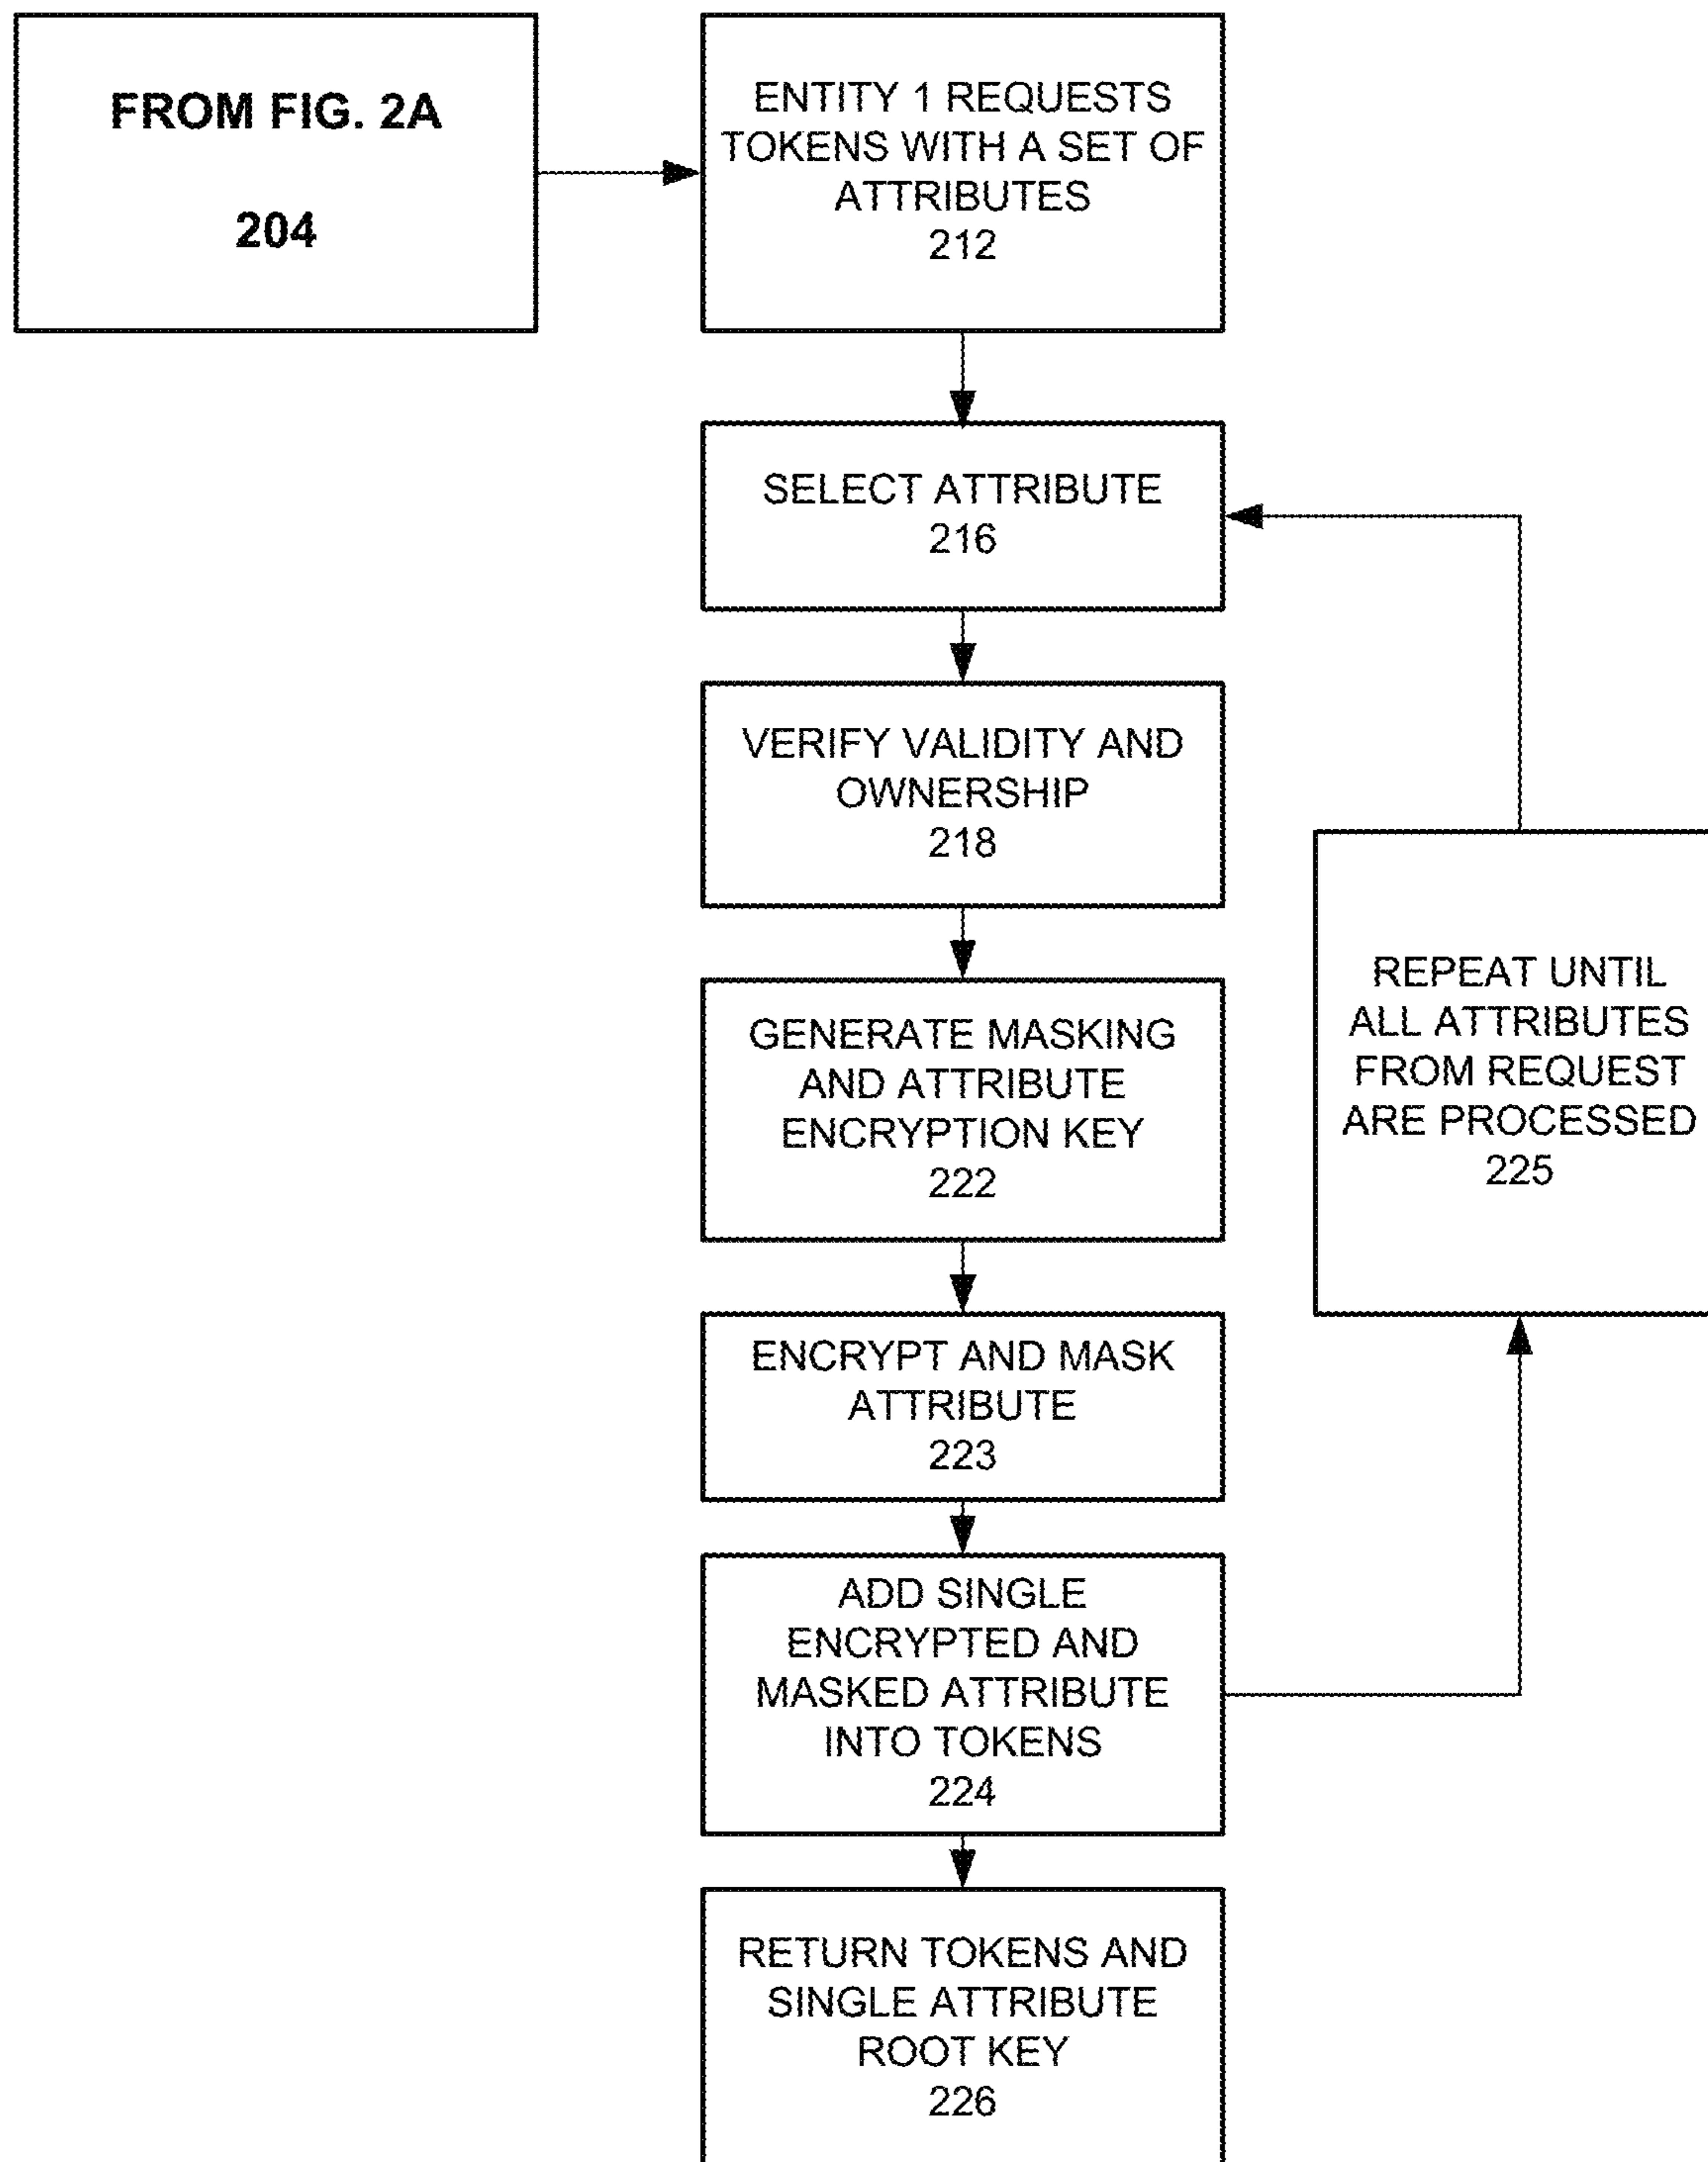 FROM FIG. 2A
204
ENTITY 1 REQUESTS
TOKENS WITH A SET OF
ATTRIBUTES
212
SELECT ATTRIBUTE
216
VERIFY VALIDITY AND
OWNERSHIP
218
GENERATE MASKING
AND ATTRIBUTE
ENCRYPTION KEY
222
ENCRYPT AND MASK
ATTRIBUTE
223
ADD SINGLE
ENCRYPTED AND
MASKED ATTRIBUTE
INTO TOKENS
224
REPEAT UNTIL
ALL ATTRIBUTES
FROM REQUEST
ARE PROCESSED
225
RETURN TOKENS AND
SINGLE ATTRIBUTE
ROOT KEY
226